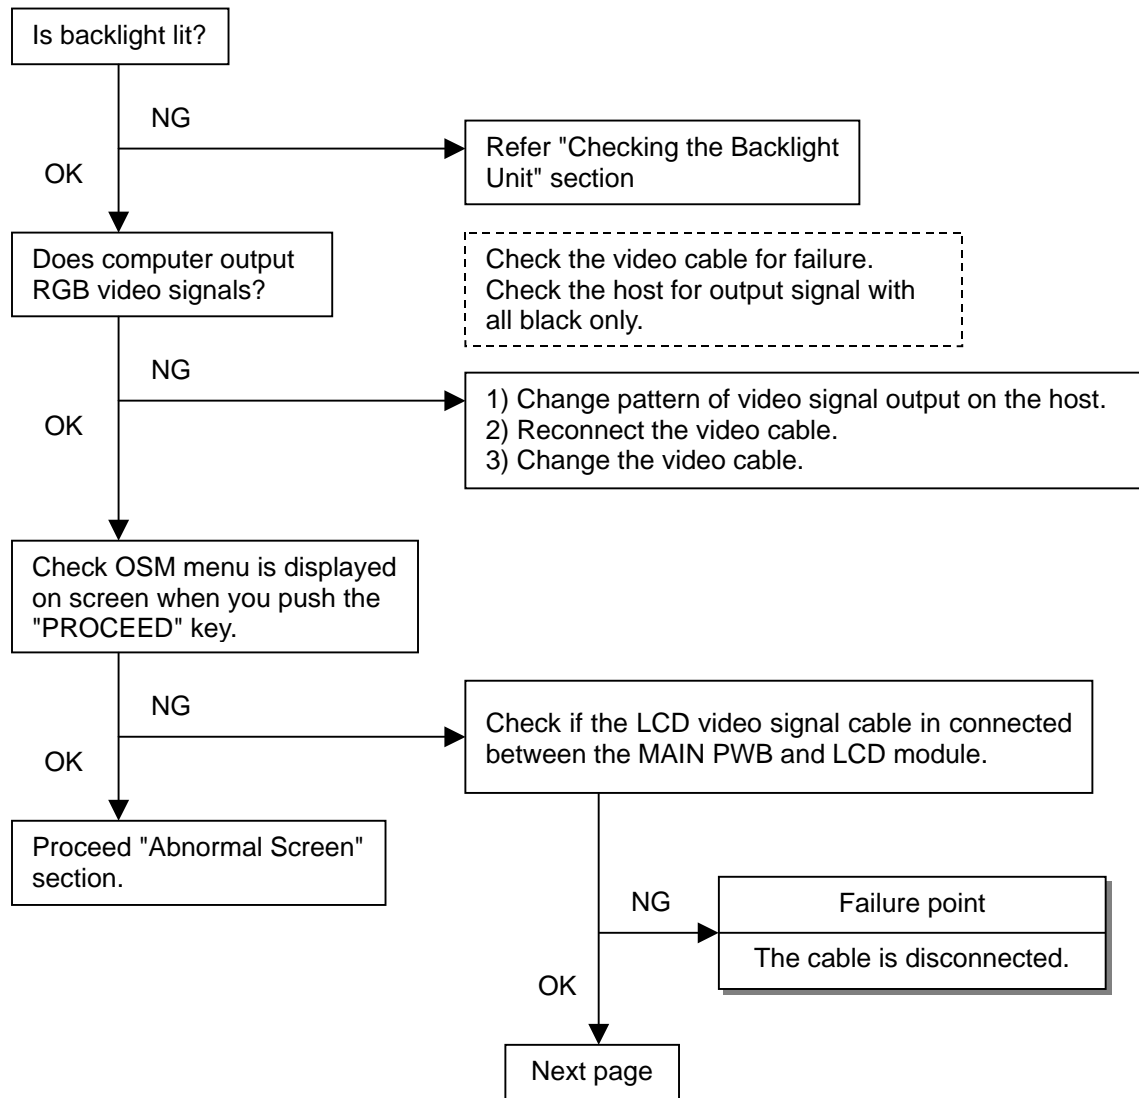 Is backlight lit?
NG
OK
Refer "Checking the Backlight
Unit" section
Does computer output
RGB video signals?
Check the video cable for failure.
Check the host for output signal with
all black only.
NG
OK
1) Change pattern of video signal output on the host.
2) Reconnect the video cable.
3) Change the video cable.
Check OSM menu is displayed
on screen when you push the
"PROCEED" key.
NG
OK
Check if the LCD video signal cable in connected
between the MAIN PWB and LCD module.
Proceed "Abnormal Screen"
section.
NG
OK
Failure point
The cable is disconnected.
Next page